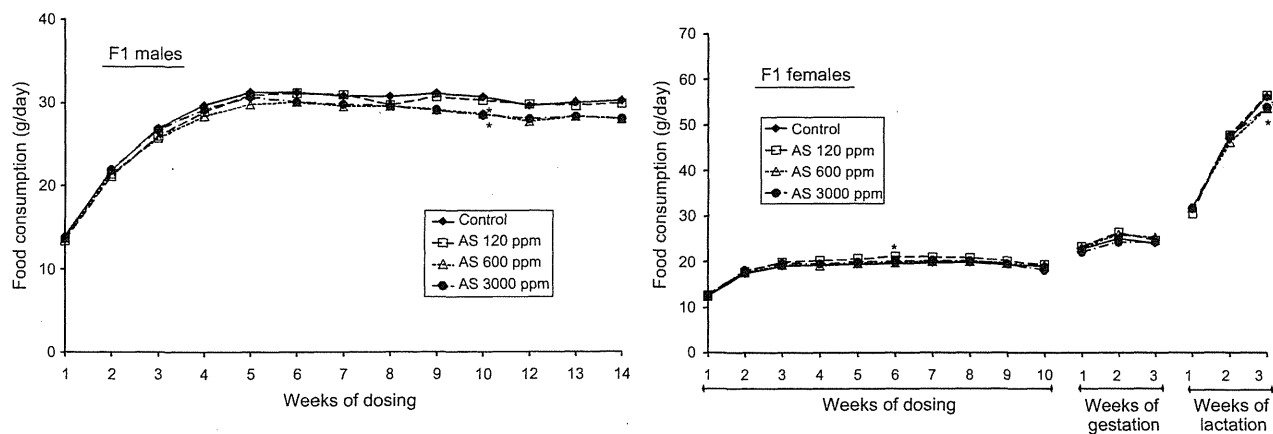 40
30
20
10
0
Food consumption (g/day)
F1 males
Control
AS 120 ppm
AS 600 ppm
AS 3000 ppm
*
*
1 2 3 4 5 6 7 8 9 10 12 13 14
Weeks of dosing
70
60
50
40
30
20
10
0
Food consumption (g/day)
F1 females
Control
AS 120 ppm
AS 600 ppm
AS 3000 ppm
*
*
1 2 3 4 5 6 7 8 9 10 1 2 3 1 2 3
Weeks of dosing
Weeks of
gestation
Weeks of
lactation